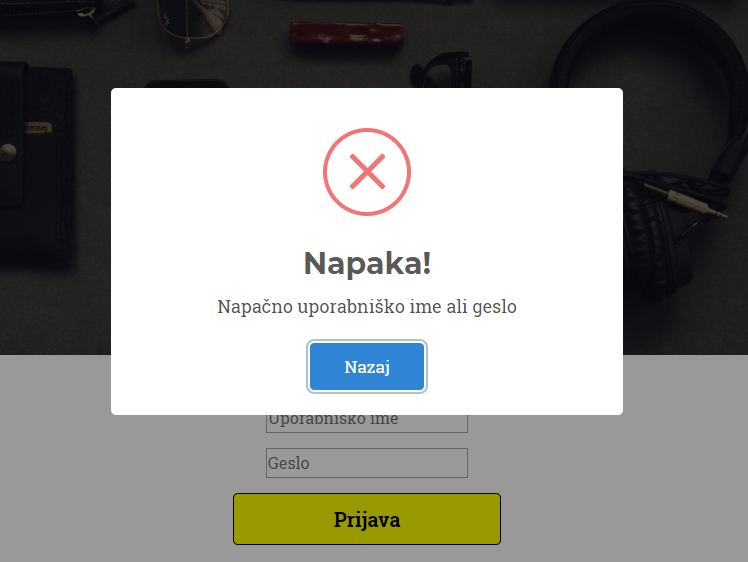 Napaka!
Napačno uporabniško ime ali geslo
Nazaj
Uporabniško ime
Geslo
Prijava